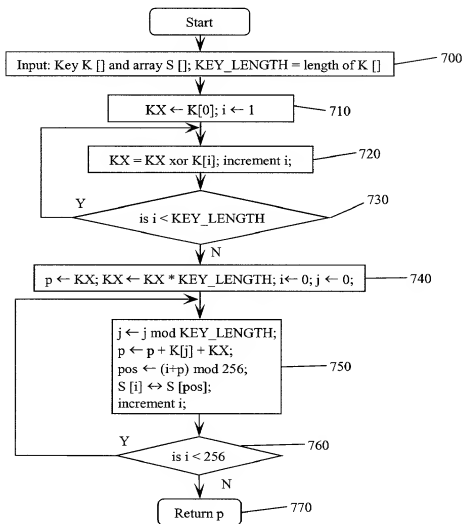 Start
Input: Key K [] and array S []; KEY_LENGTH = length of K []
700
KX ← K[0]; i ← 1
710
KX = KX xor K[i]; increment i;
720
Y
is i < KEY_LENGTH
730
N
p ← KX; KX ← KX * KEY_LENGTH; i ← 0; j ← 0;
740
j ← j mod KEY_LENGTH;
p ← p + K[j] + KX;
pos ← (i+p) mod 256;
S [i] ↔ S [pos];
increment i;
750
Y
is i < 256
760
N
Return p
770